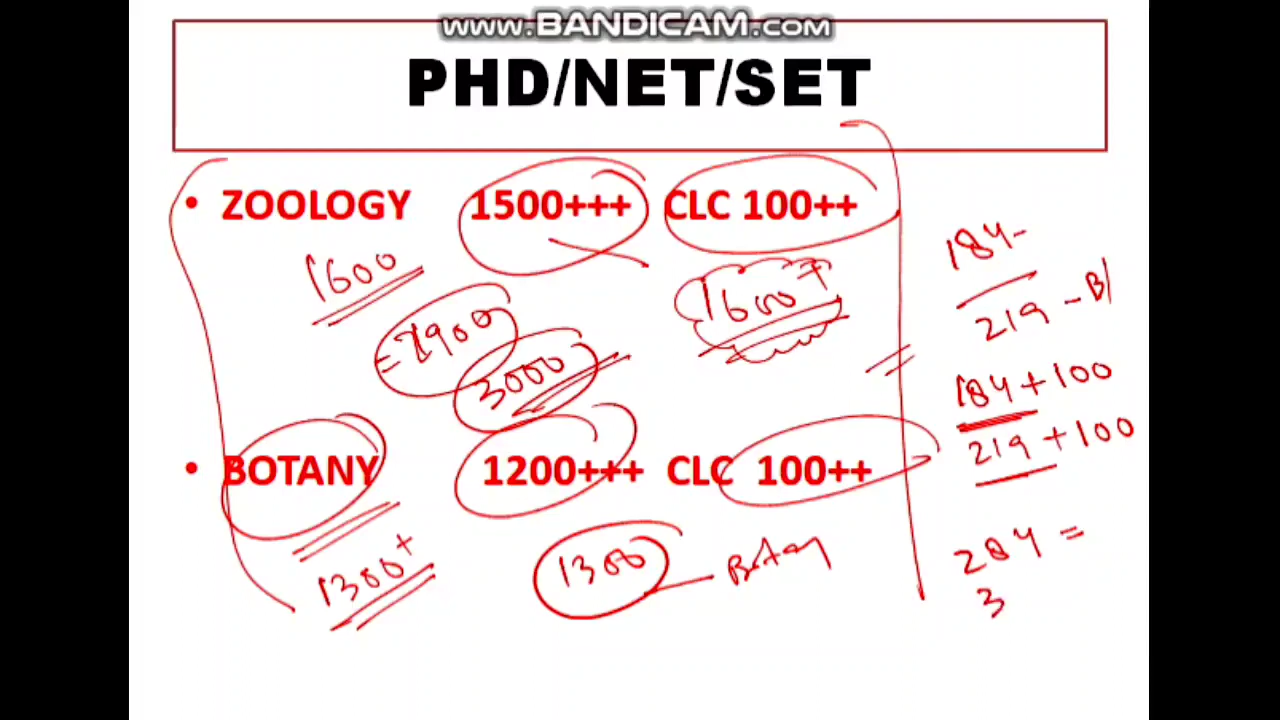 www.BANDICAM.com
PHD/NET/SET
• ZOOLOGY 1500+++ CLC 100++
1600
1600+
= 2900
3000
• BOTANY 1200+++ CLC 100++
1300+
1300 — Botany
184-
219 - B
184 + 100
219 + 100
284 =
3